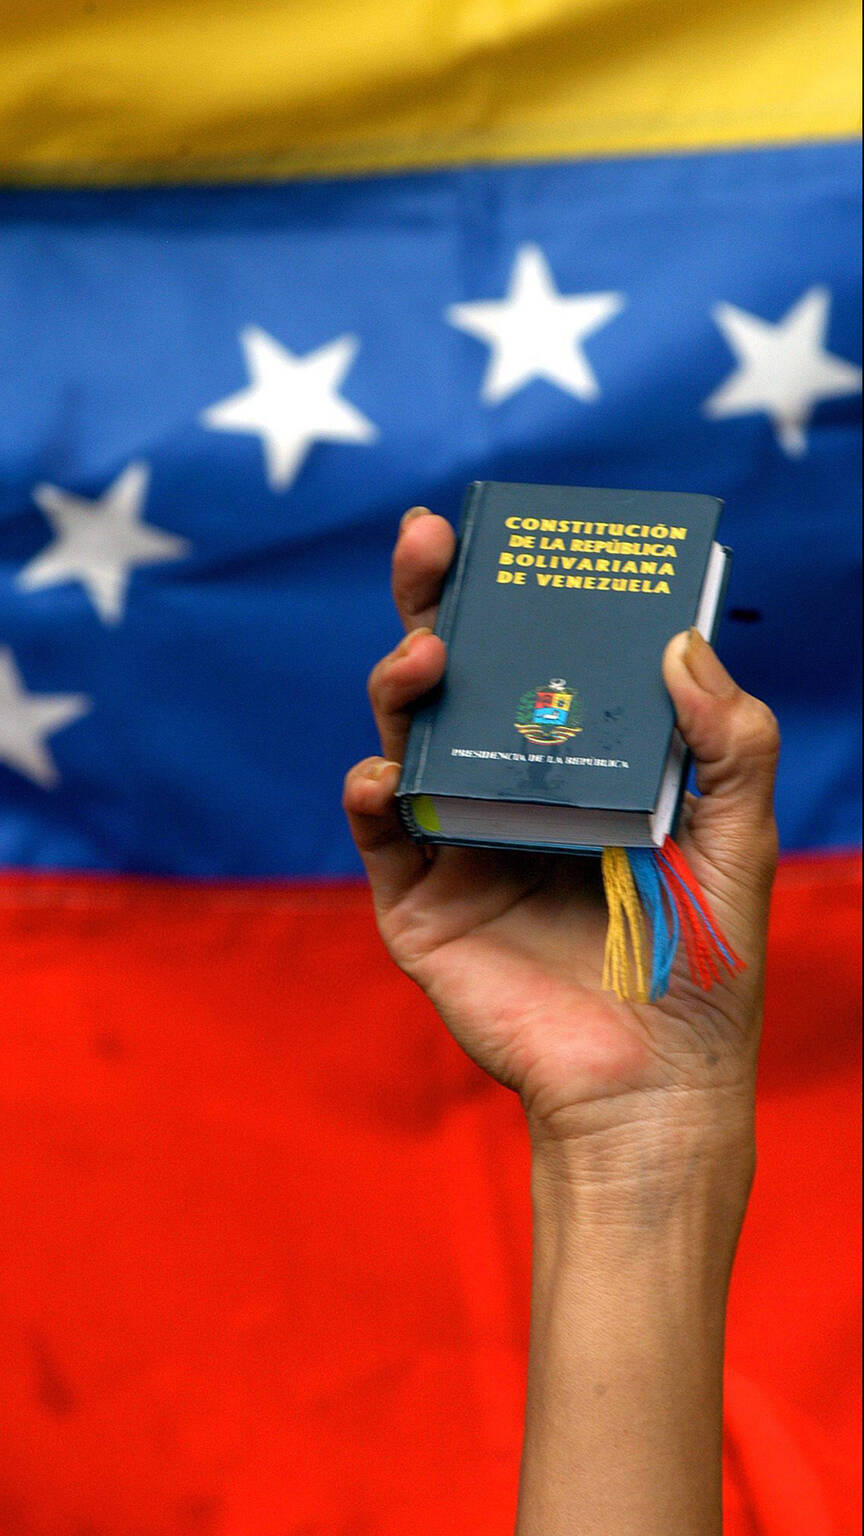 CONSTITUCIÓN
DE LA REPÚBLICA
BOLIVARIANA
DE VENEZUELA
PRESIDENCIA DE LA REPÚBLICA